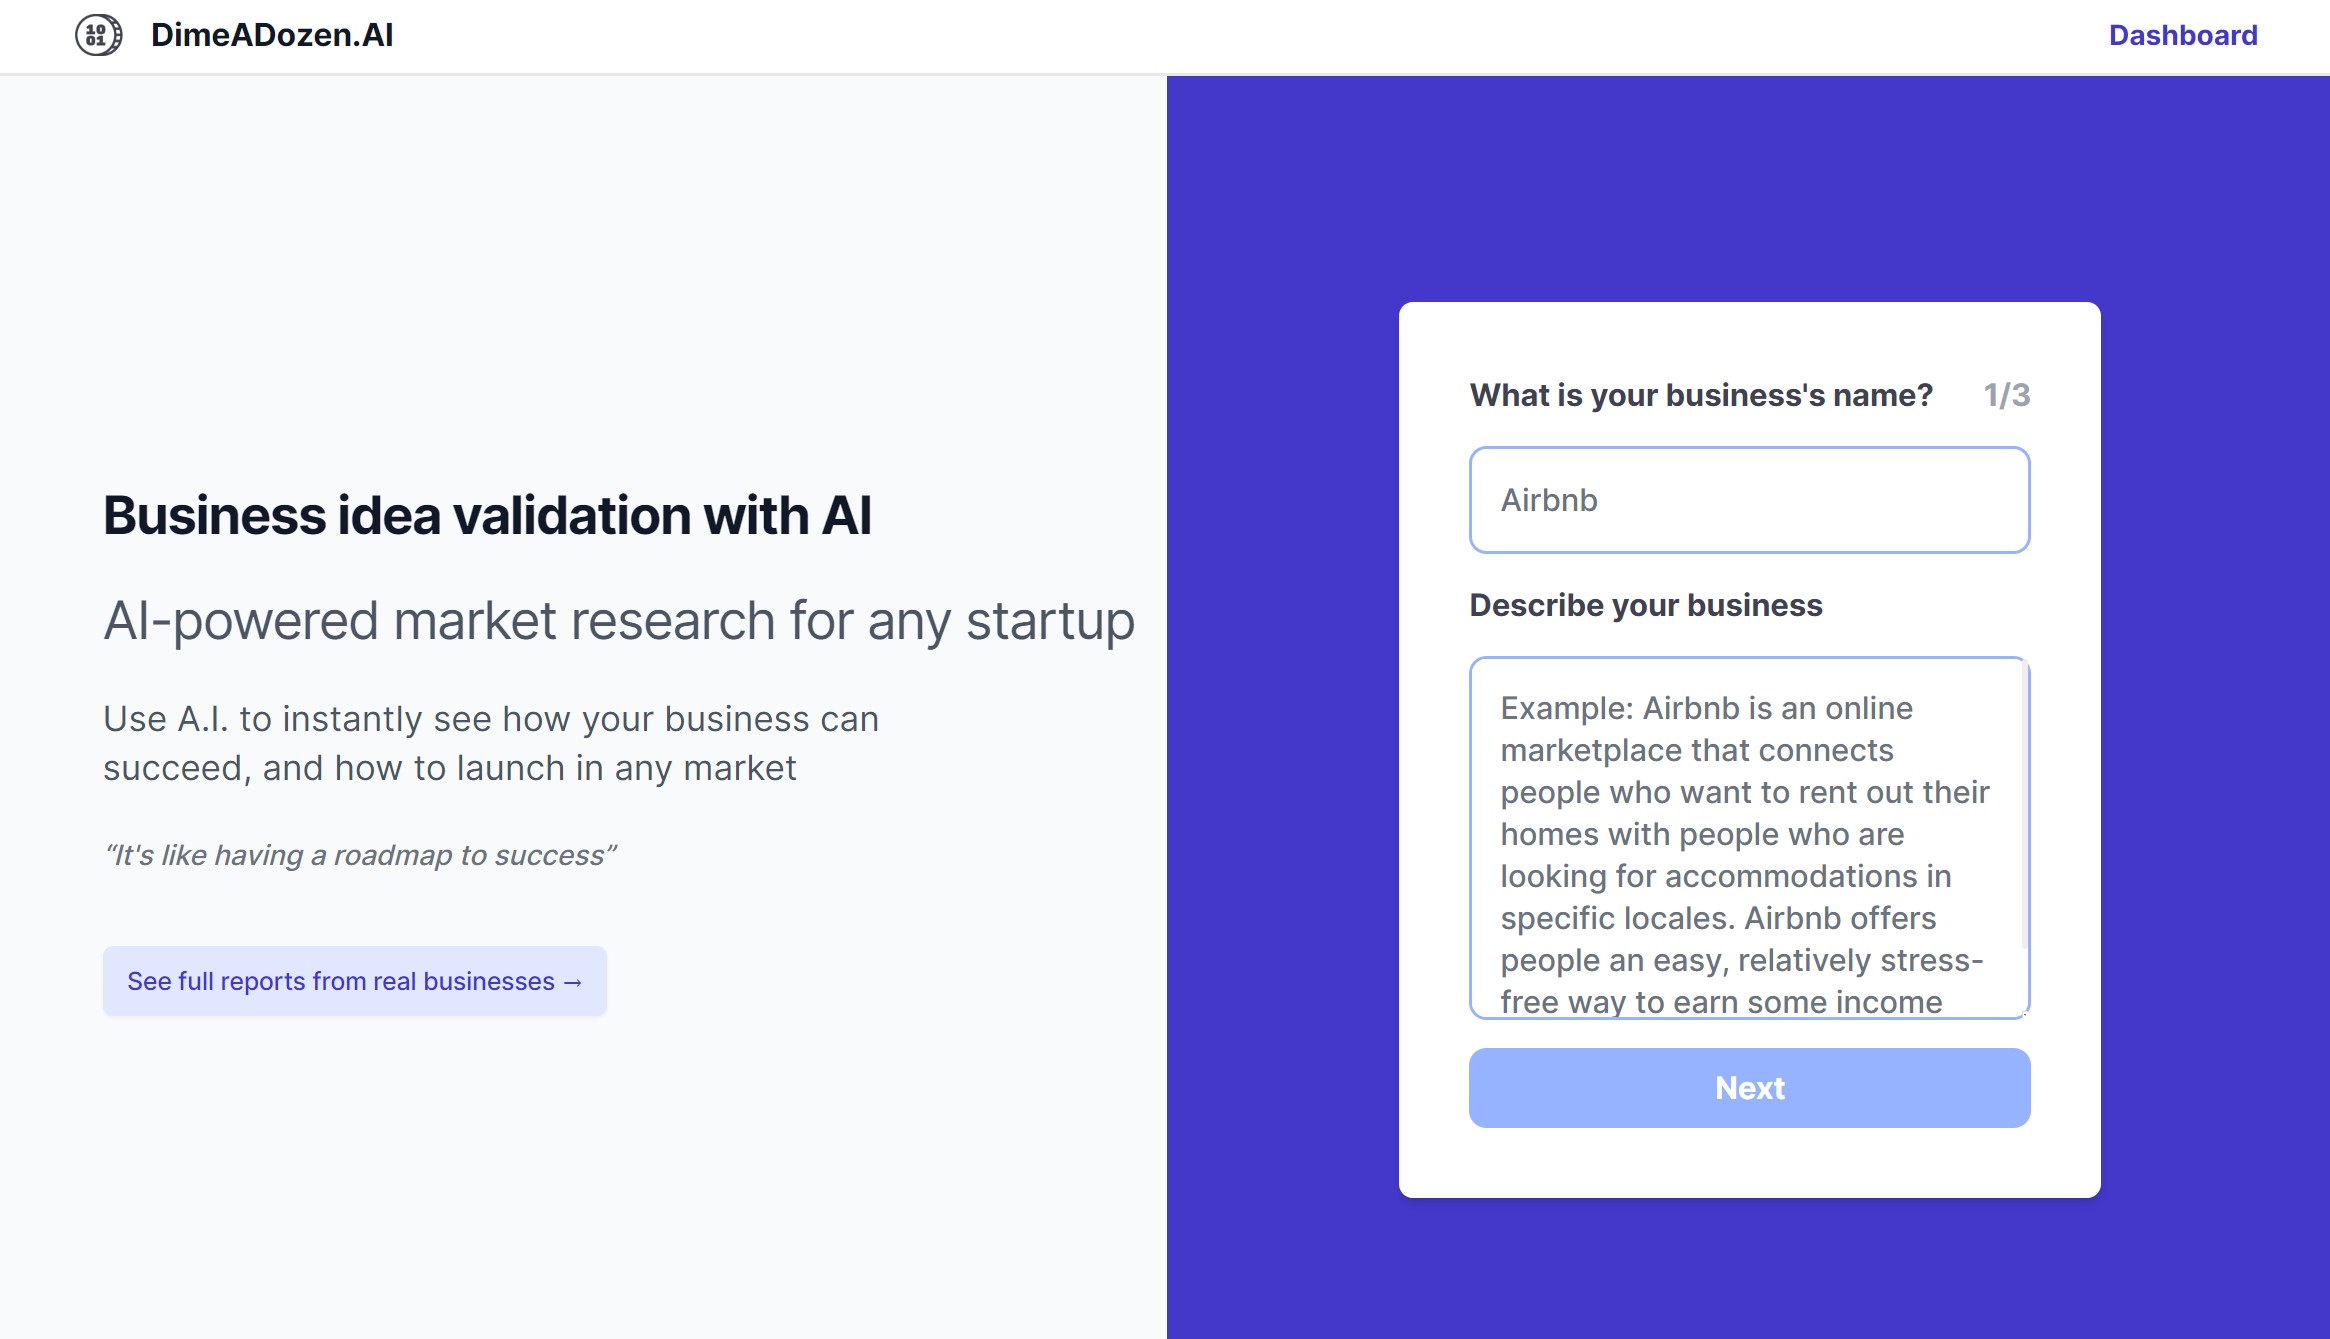 10
01
DimeADozen.AI
Dashboard
Business idea validation with AI
AI-powered market research for any startup
Use A.I. to instantly see how your business can
succeed, and how to launch in any market
“It's like having a roadmap to success”
See full reports from real businesses →
What is your business's name?
1/3
Airbnb
Describe your business
Example: Airbnb is an online
marketplace that connects
people who want to rent out their
homes with people who are
looking for accommodations in
specific locales. Airbnb offers
people an easy, relatively stress-
free way to earn some income
Next